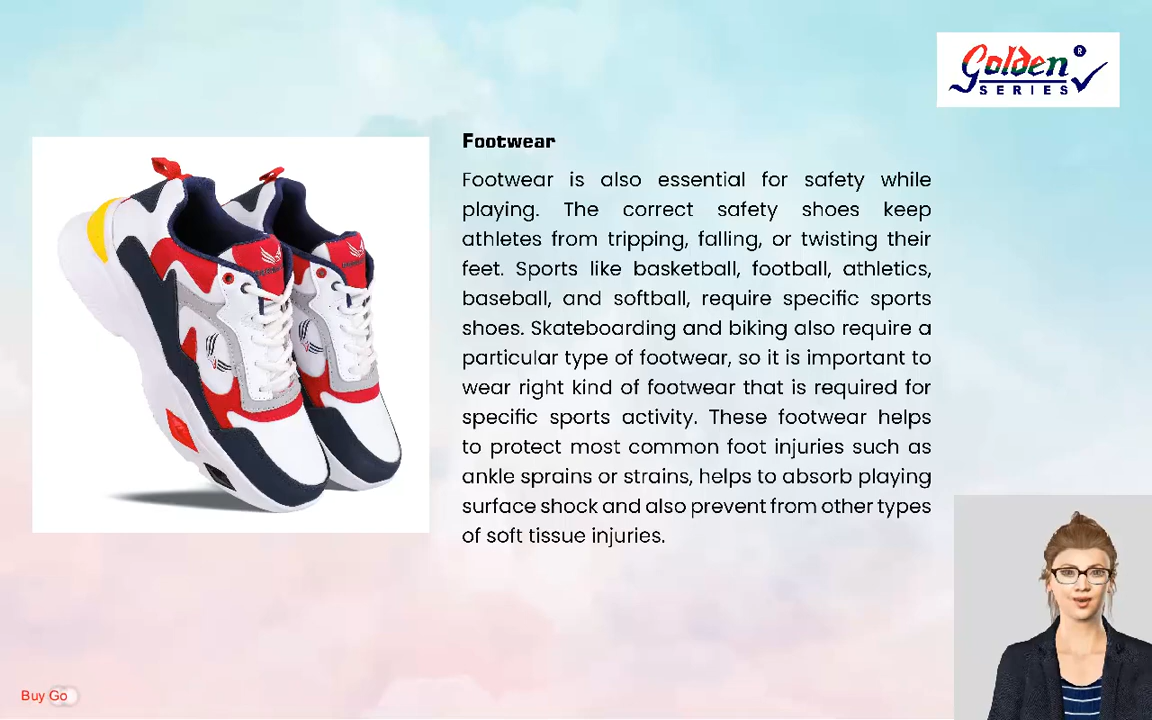 Golden®
SERIES
Footwear
Footwear is also essential for safety while
playing. The correct safety shoes keep
athletes from tripping, falling, or twisting their
feet. Sports like basketball, football, athletics,
baseball, and softball, require specific sports
shoes. Skateboarding and biking also require a
particular type of footwear, so it is important to
wear right kind of footwear that is required for
specific sports activity. These footwear helps
to protect most common foot injuries such as
ankle sprains or strains, helps to absorb playing
surface shock and also prevent from other types
of soft tissue injuries.
Buy Go